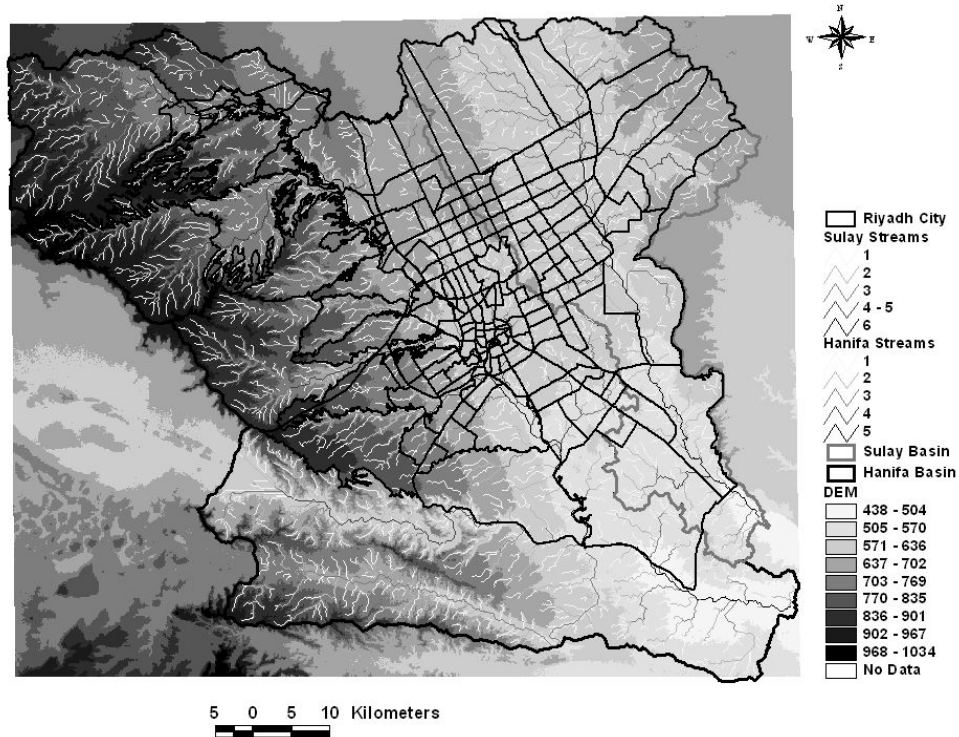 N
W E
S
Riyadh City
Sulay Streams
1
2
3
4 - 5
6
Hanifa Streams
1
2
3
4
5
Sulay Basin
Hanifa Basin
DEM
438 - 504
505 - 570
571 - 636
637 - 702
703 - 769
770 - 835
836 - 901
902 - 967
968 - 1034
No Data
5 0 5 10 Kilometers